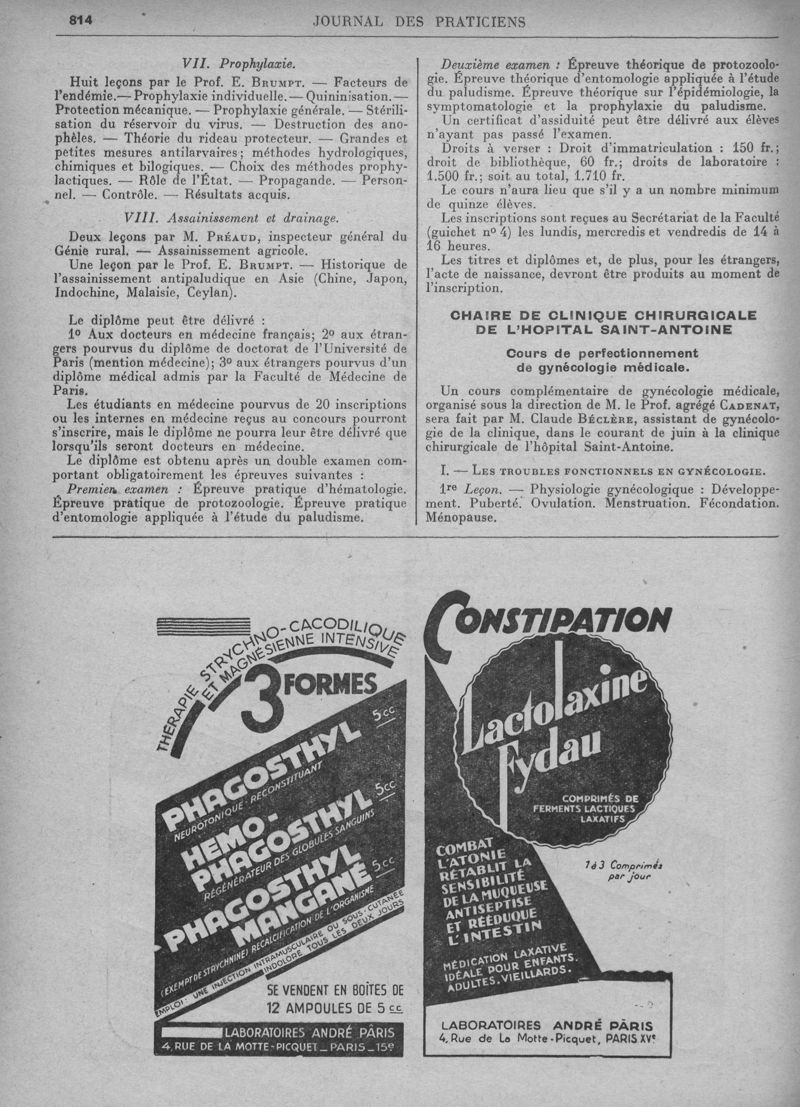 814
JOURNAL DES PRATICIENS
VII. Prophylaxie.
Huit leçons par le Prof. E. BRUMPT. — Facteurs de
l'endémie.— Prophylaxie individuelle. — Quininisation. —
Protection mécanique. — Prophylaxie générale. — Stérili-
sation du réservoir du virus. — Destruction des ano-
phèles. — Théorie du rideau protecteur. — Grandes et
petites mesures antilarvaires; méthodes hydrologiques,
chimiques et bilogiques. — Choix des méthodes prophy-
lactiques. — Rôle de l'État. — Propagande. — Person-
nel. — Contrôle. — Résultats acquis.
VIII. Assainissement et drainage.
Deux leçons par M. PRÉAUD, inspecteur général du
Génie rural. — Assainissement agricole.
Une leçon par le Prof. E. BRUMPT. — Historique de
l'assainissement antipaludique en Asie (Chine, Japon,
Indochine, Malaisie, Ceylan).
Le diplôme peut être délivré :
1º Aux docteurs en médecine français; 2º aux étran-
gers pourvus du diplôme de doctorat de l'Université de
Paris (mention médecine); 3º aux étrangers pourvus d'un
diplôme médical admis par la Faculté de Médecine de
Paris.
Les étudiants en médecine pourvus de 20 inscriptions
ou les internes en médecine reçus au concours pourront
s'inscrire, mais le diplôme ne pourra leur être délivré que
lorsqu'ils seront docteurs en médecine.
Le diplôme est obtenu après un double examen com-
portant obligatoirement les épreuves suivantes :
Premier examen : Épreuve pratique d'hématologie.
Épreuve pratique de protozoologie. Épreuve pratique
d'entomologie appliquée à l'étude du paludisme.
Deuxième examen : Épreuve théorique de protozoolo-
gie. Épreuve théorique d'entomologie appliquée à l'étude
du paludisme. Épreuve théorique sur l'épidémiologie, la
symptomatologie et la prophylaxie du paludisme.
Un certificat d'assiduité peut être délivré aux élèves
n'ayant pas passé l'examen.
Droits à verser : Droit d'immatriculation : 150 fr.;
droit de bibliothèque, 60 fr.; droits de laboratoire :
1.500 fr.; soit au total, 1.710 fr.
Le cours n'aura lieu que s'il y a un nombre minimum
de quinze élèves.
Les inscriptions sont reçues au Secrétariat de la Faculté
(guichet nº 4) les lundis, mercredis et vendredis de 14 à
16 heures.
Les titres et diplômes et, de plus, pour les étrangers,
l'acte de naissance, devront être produits au moment de
l'inscription.
CHAIRE DE CLINIQUE CHIRURGICALE
DE L'HOPITAL SAINT-ANTOINE
Cours de perfectionnement
de gynécologie médicale.
Un cours complémentaire de gynécologie médicale,
organisé sous la direction de M. le Prof. agrégé CADENAT,
sera fait par M. Claude BÉCLÈRE, assistant de gynécolo-
gie de la clinique, dans le courant de juin à la clinique
chirurgicale de l'hôpital Saint-Antoine.
I. — LES TROUBLES FONCTIONNELS EN GYNÉCOLOGIE.
1re Leçon. — Physiologie gynécologique : Développe-
ment. Puberté. Ovulation. Menstruation. Fécondation.
Ménopause.
THÉRAPIE STRYCHNO-CACODILIQUE
ET MAGNÉSIENNE INTENSIVE
3 FORMES
PHAGOSTHYL 5cc
NEUROTONIQUE - RECONSTITUANT
HEMO-
PHAGOSTHYL 5cc
RÉGÉNÉRATEUR DES GLOBULES SANGUINS
PHAGOSTHYL
MANGANÉ 5cc
(EXEMPT DE STRYCHNINE) RECALCIFICATION DE L'ORGANISME
EMPLOI : UNE INJECTION INTRAMUSCULAIRE OU SOUS-CUTANÉE
INDOLORE TOUS LES DEUX JOURS
SE VENDENT EN BOÎTES DE
12 AMPOULES DE 5 cc
LABORATOIRES ANDRÉ PÂRIS
4, RUE DE LA MOTTE-PICQUET _ PARIS_15e
CONSTIPATION
Lactolaxine
Fydau
COMPRIMÉS DE
FERMENTS LACTIQUES
LAXATIFS
COMBAT
L'ATONIE
RÉTABLIT LA
SENSIBILITÉ
DE LA MUQUEUSE
ANTISEPTISE
ET RÉÉDUQUE
L'INTESTIN
1 à 3 Comprimés
par jour
MÉDICATION LAXATIVE
IDÉALE POUR ENFANTS.
ADULTES. VIEILLARDS.
LABORATOIRES ANDRÉ PÂRIS
4, Rue de La Motte-Picquet, PARIS XVe